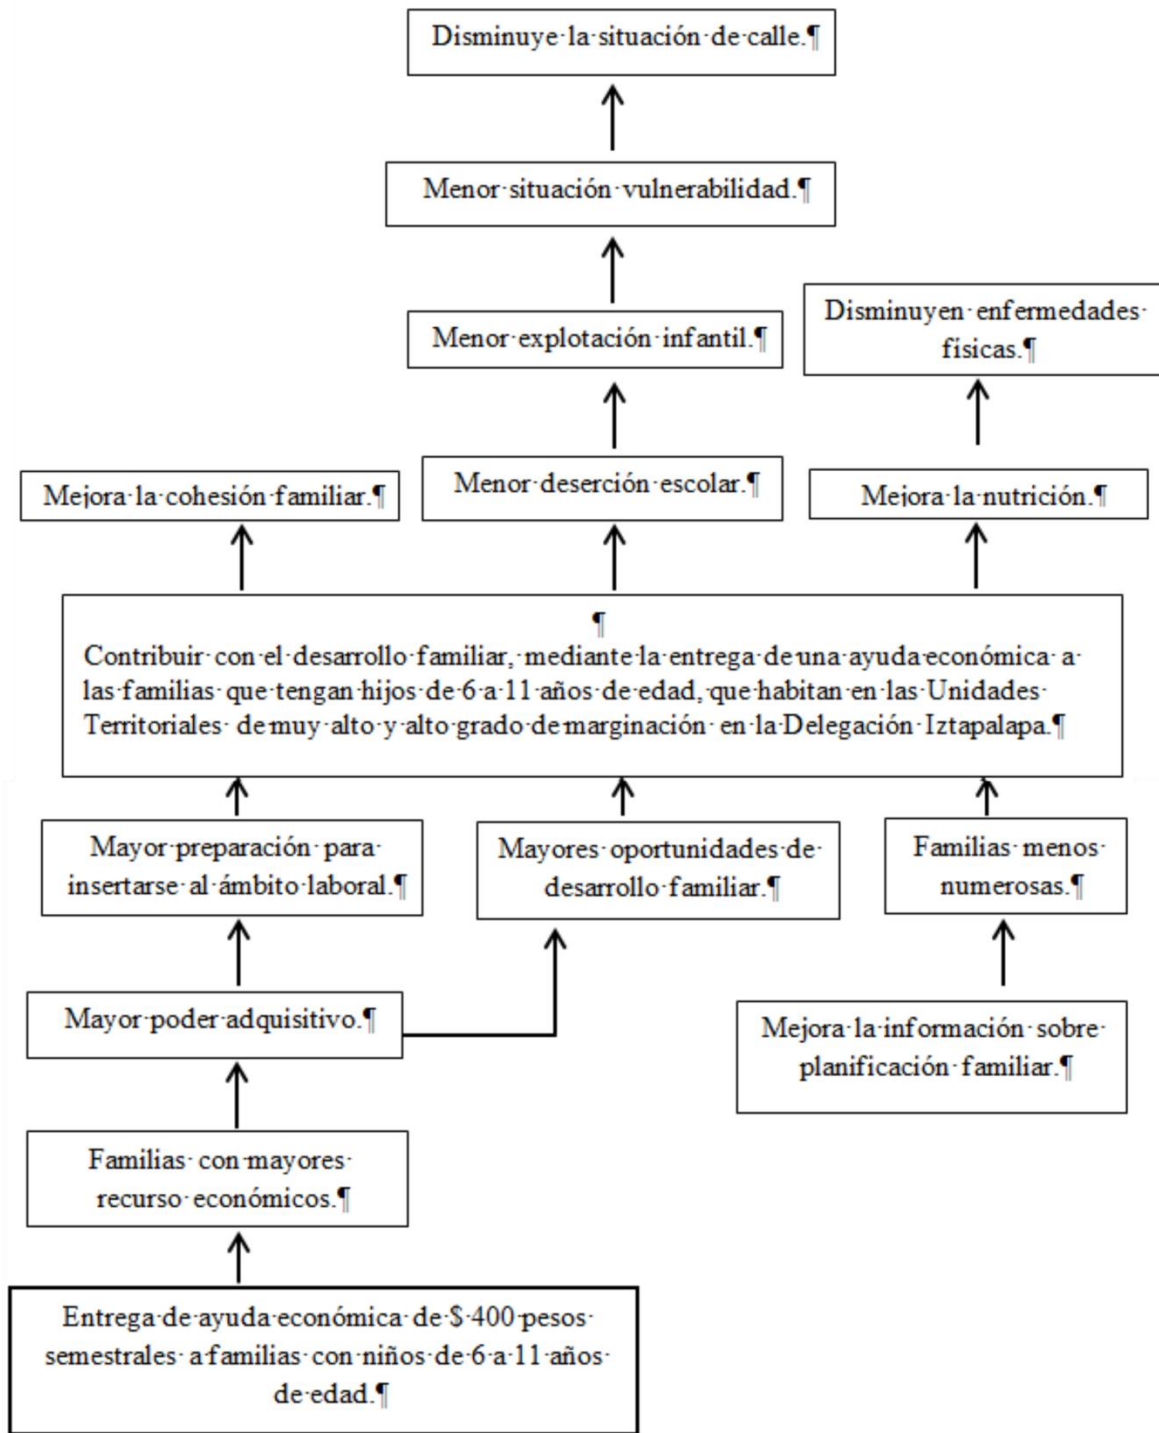 Disminuye la situación de calle.¶
Menor situación vulnerabilidad.¶
Menor explotación infantil.¶
Disminuyen enfermedades
físicas.¶
Mejora la cohesión familiar.¶
Menor deserción escolar.¶
Mejora la nutrición.¶
¶
Contribuir con el desarrollo familiar, mediante la entrega de una ayuda económica a
las familias que tengan hijos de 6 a 11 años de edad, que habitan en las Unidades
Territoriales de muy alto y alto grado de marginación en la Delegación Iztapalapa.¶
Mayor preparación para
insertarse al ámbito laboral.¶
Mayores oportunidades de
desarrollo familiar.¶
Familias menos
numerosas.¶
Mayor poder adquisitivo.¶
Mejora la información sobre
planificación familiar.¶
Familias con mayores
recurso económicos.¶
Entrega de ayuda económica de $ 400 pesos
semestrales a familias con niños de 6 a 11 años
de edad.¶